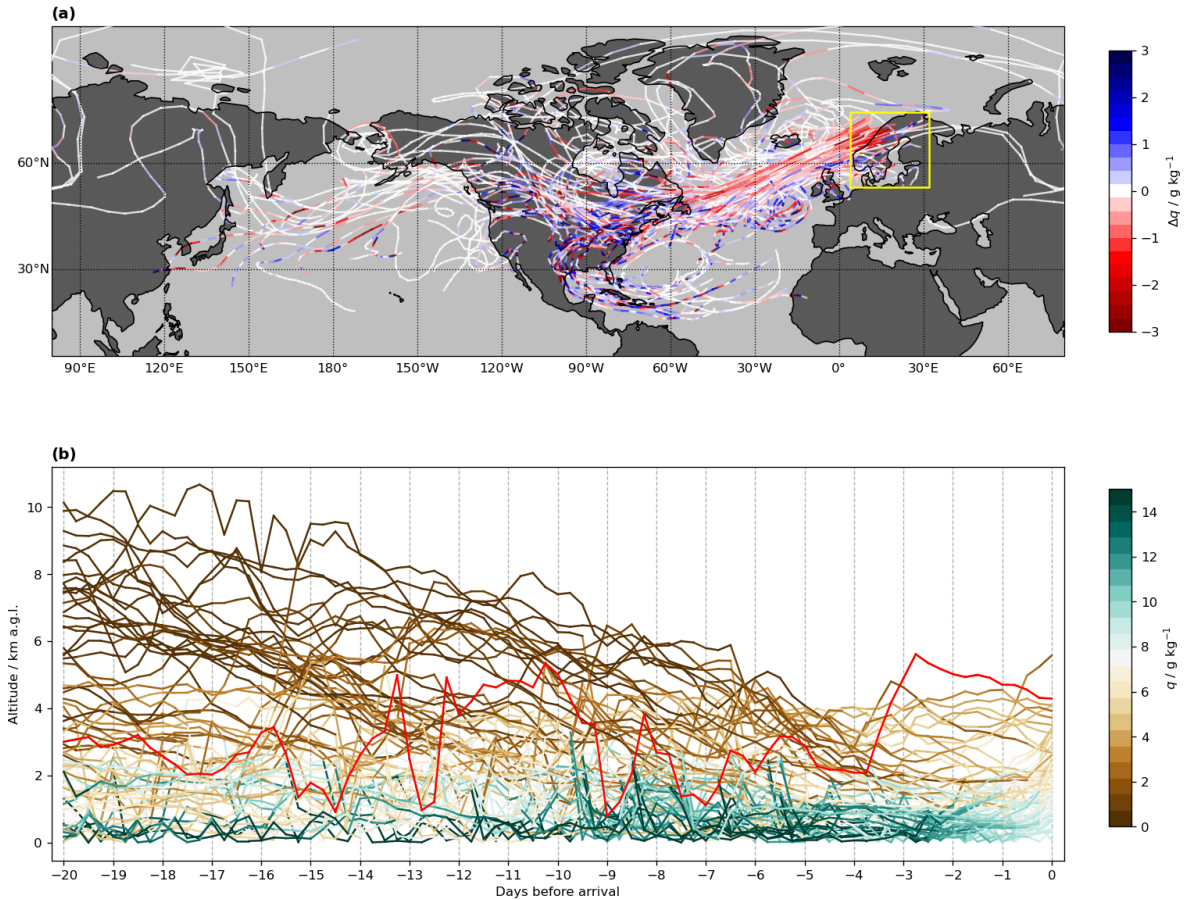 (a)
60°N
30°N
90°E 120°E 150°E 180° 150°W 120°W 90°W 60°W 30°W 0° 30°E 60°E
3
2
1
0
−1
−2
−3
Δq / g kg⁻¹
(b)
10
8
6
4
2
0
Altitude / km a.g.l.
−20 −19 −18 −17 −16 −15 −14 −13 −12 −11 −10 −9 −8 −7 −6 −5 −4 −3 −2 −1 0
Days before arrival
14
12
10
8
6
4
2
0
q / g kg⁻¹